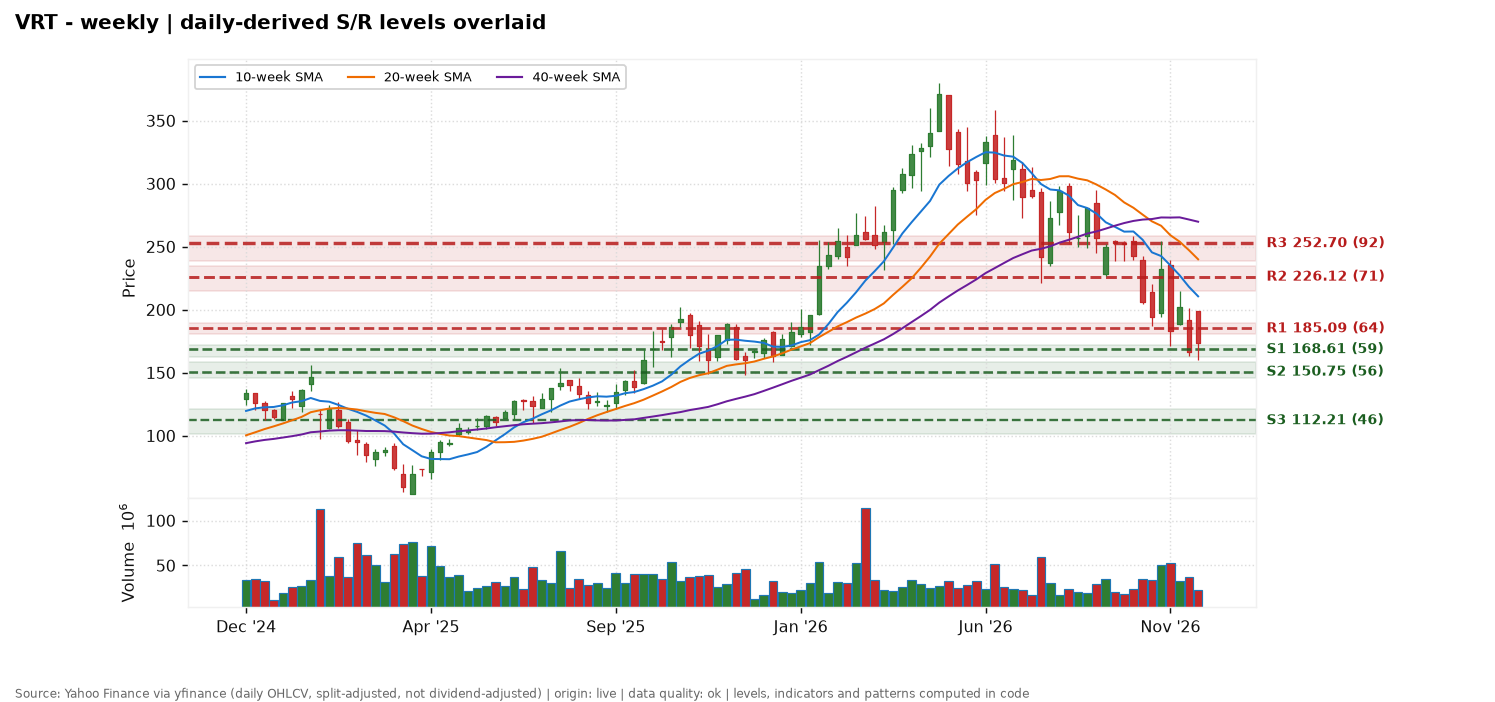 VRT - weekly | daily-derived S/R levels overlaid
10-week SMA
20-week SMA
40-week SMA
Price
350
300
250
200
150
100
R3 252.70 (92)
R2 226.12 (71)
R1 185.09 (64)
S1 168.61 (59)
S2 150.75 (56)
S3 112.21 (46)
Volume 10⁶
100
50
Dec '24
Apr '25
Sep '25
Jan '26
Jun '26
Nov '26
Source: Yahoo Finance via yfinance (daily OHLCV, split-adjusted, not dividend-adjusted) | origin: live | data quality: ok | levels, indicators and patterns computed in code